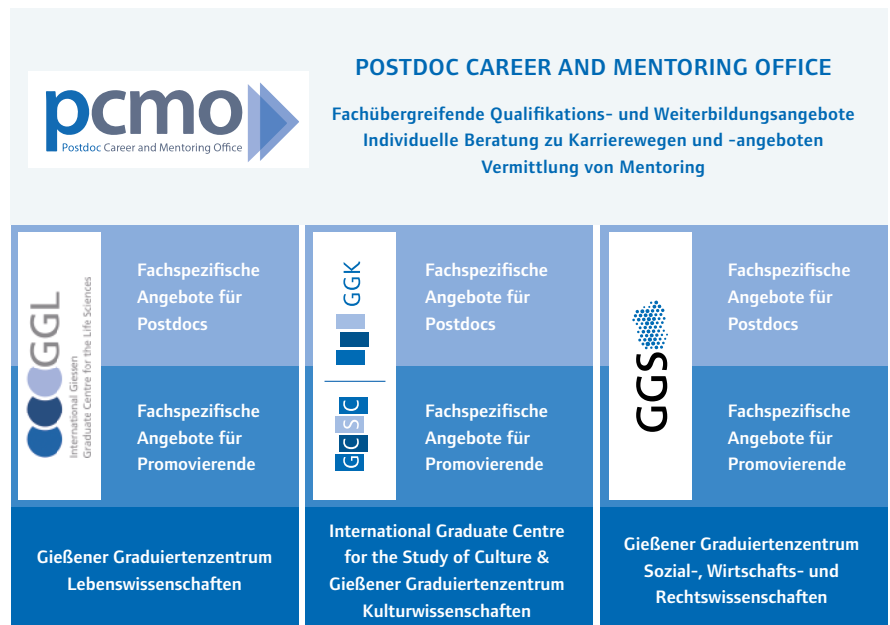 pcmo
Postdoc Career and Mentoring Office
POSTDOC CAREER AND MENTORING OFFICE
Fachübergreifende Qualifikations- und Weiterbildungsangebote
Individuelle Beratung zu Karrierewegen und -angeboten
Vermittlung von Mentoring
GGL
International Giessen
Graduate Centre for the Life Sciences
Fachspezifische
Angebote für
Postdocs
Fachspezifische
Angebote für
Promovierende
Gießener Graduiertenzentrum
Lebenswissenschaften
GCSC
GGK
Fachspezifische
Angebote für
Postdocs
Fachspezifische
Angebote für
Promovierende
International Graduate Centre
for the Study of Culture &
Gießener Graduiertenzentrum
Kulturwissenschaften
GGS
Fachspezifische
Angebote für
Postdocs
Fachspezifische
Angebote für
Promovierende
Gießener Graduiertenzentrum
Sozial-, Wirtschafts- und
Rechtswissenschaften